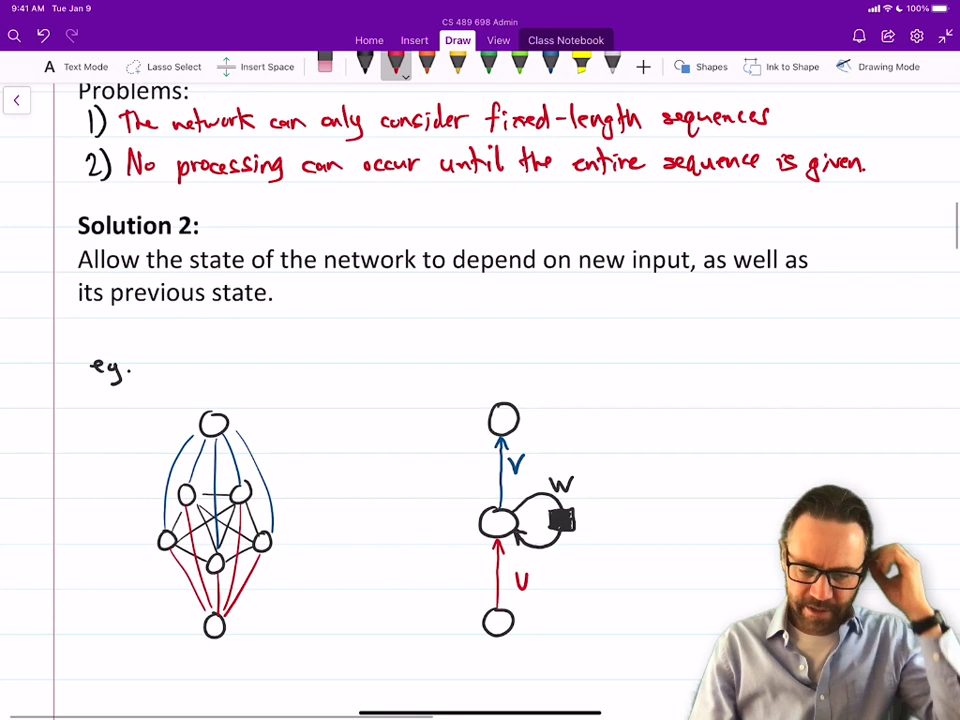 9:41 AM Tue Jan 9
100%
CS 489 698 Admin
Home Insert Draw View Class Notebook
A Text Mode Lasso Select Insert Space Shapes Ink to Shape Drawing Mode
Problems:
1) The network can only consider fixed-length sequences
2) No processing can occur until the entire sequence is given.
Solution 2:
Allow the state of the network to depend on new input, as well as
its previous state.
eg.
V
W
U